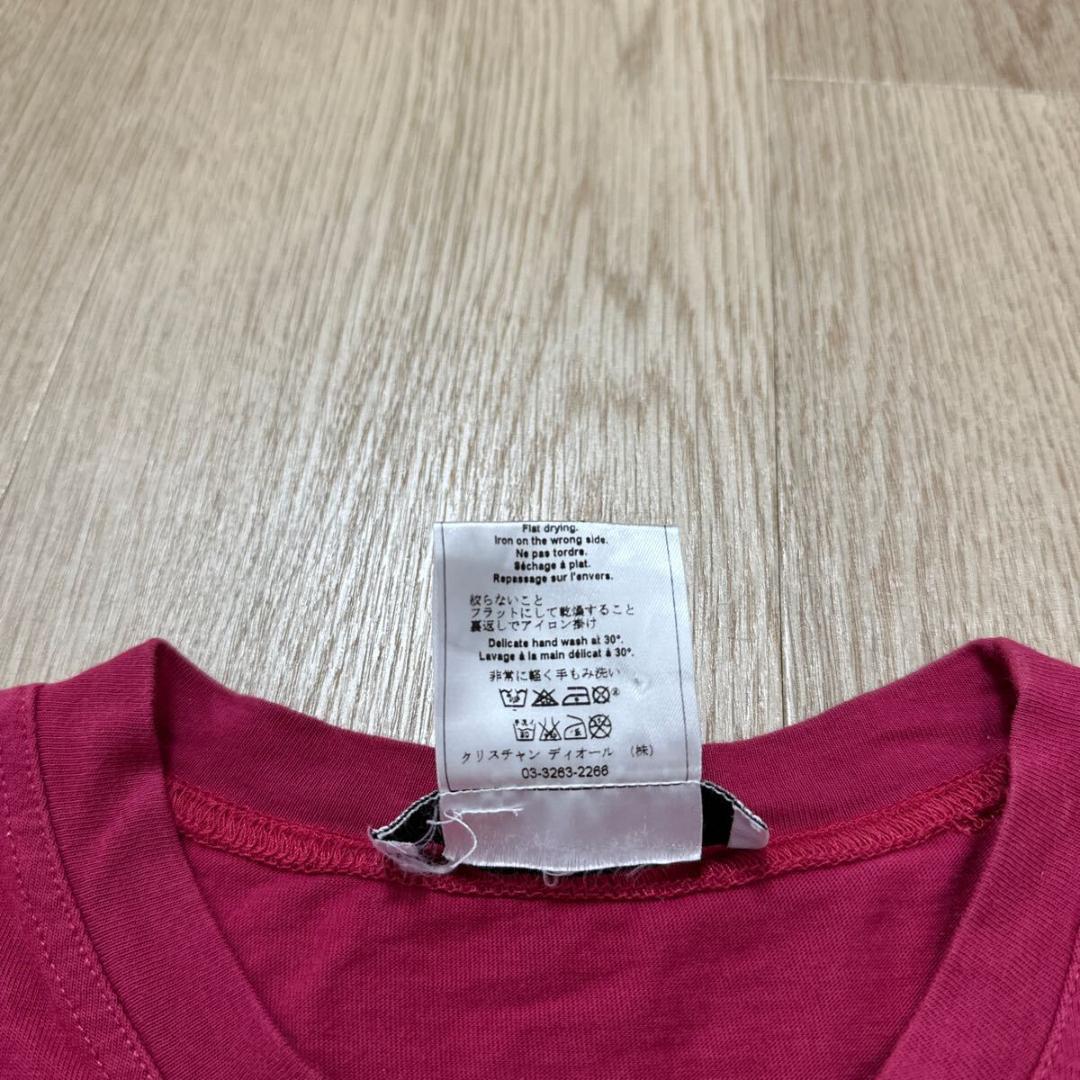 Flat drying.
Iron on the wrong side.
Ne pas tordre.
Séchage à plat.
Repassage sur l'envers.
絞らないこと
フラットにして乾燥すること
裏返しでアイロン掛け
Delicate hand wash at 30°.
Lavage à la main délicat à 30°.
非常に軽く手もみ洗い
クリスチャン ディオール （株）
03-3263-2266